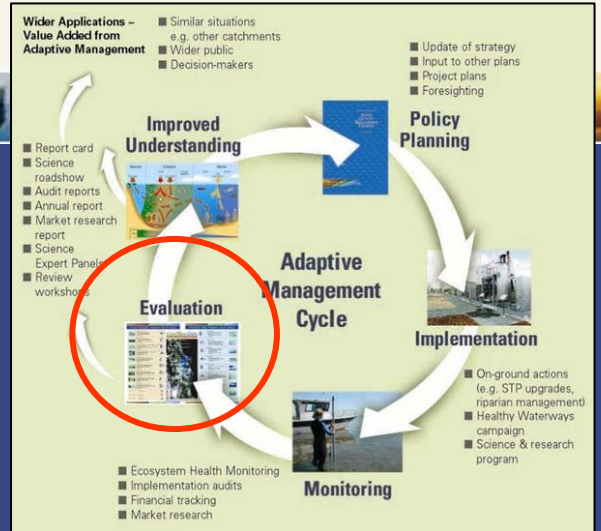 Wider Applications –
Value Added from
Adaptive Management
■ Similar situations
e.g. other catchments
■ Wider public
■ Decision-makers
■ Update of strategy
■ Input to other plans
■ Project plans
■ Foresighting
Improved
Understanding
Policy
Planning
■ Report card
■ Science
roadshow
■ Audit reports
■ Annual report
■ Market research
report
■ Science
Expert Panels
■ Review
workshops
Adaptive
Management
Cycle
Evaluation
Implementation
■ On-ground actions
(e.g. STP upgrades,
riparian management)
■ Healthy Waterways
campaign
■ Science & research
program
■ Ecosystem Health Monitoring
■ Implementation audits
■ Financial tracking
■ Market research
Monitoring